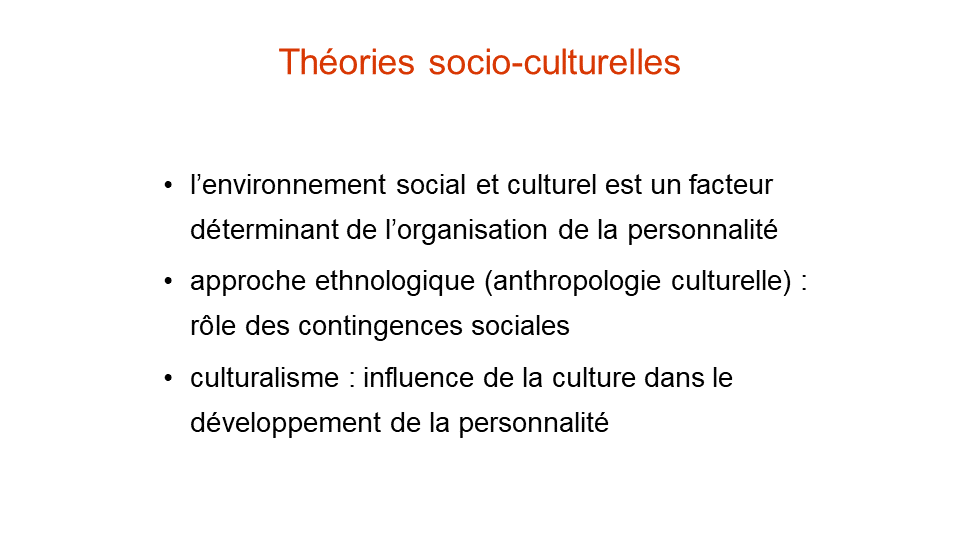 Théories socio-culturelles
• l’environnement social et culturel est un facteur
déterminant de l’organisation de la personnalité
• approche ethnologique (anthropologie culturelle) :
rôle des contingences sociales
• culturalisme : influence de la culture dans le
développement de la personnalité